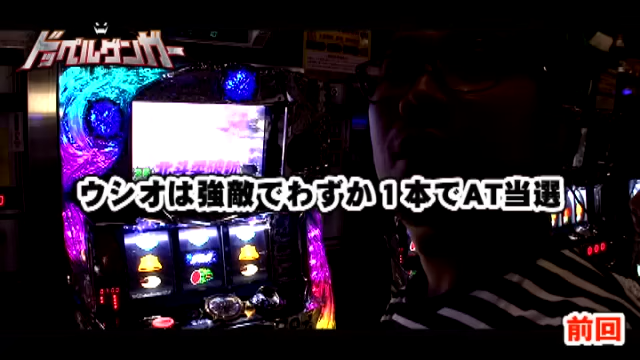 ドッペルゲンガー
ウシオは強敵でわずか1本でAT当選
前回